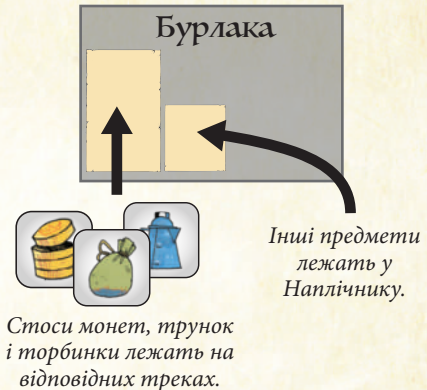 Бурлака
Інші предмети
лежать у
Наплічнику.
Стоси монет, трунок
і торбинки лежать на
відповідних треках.